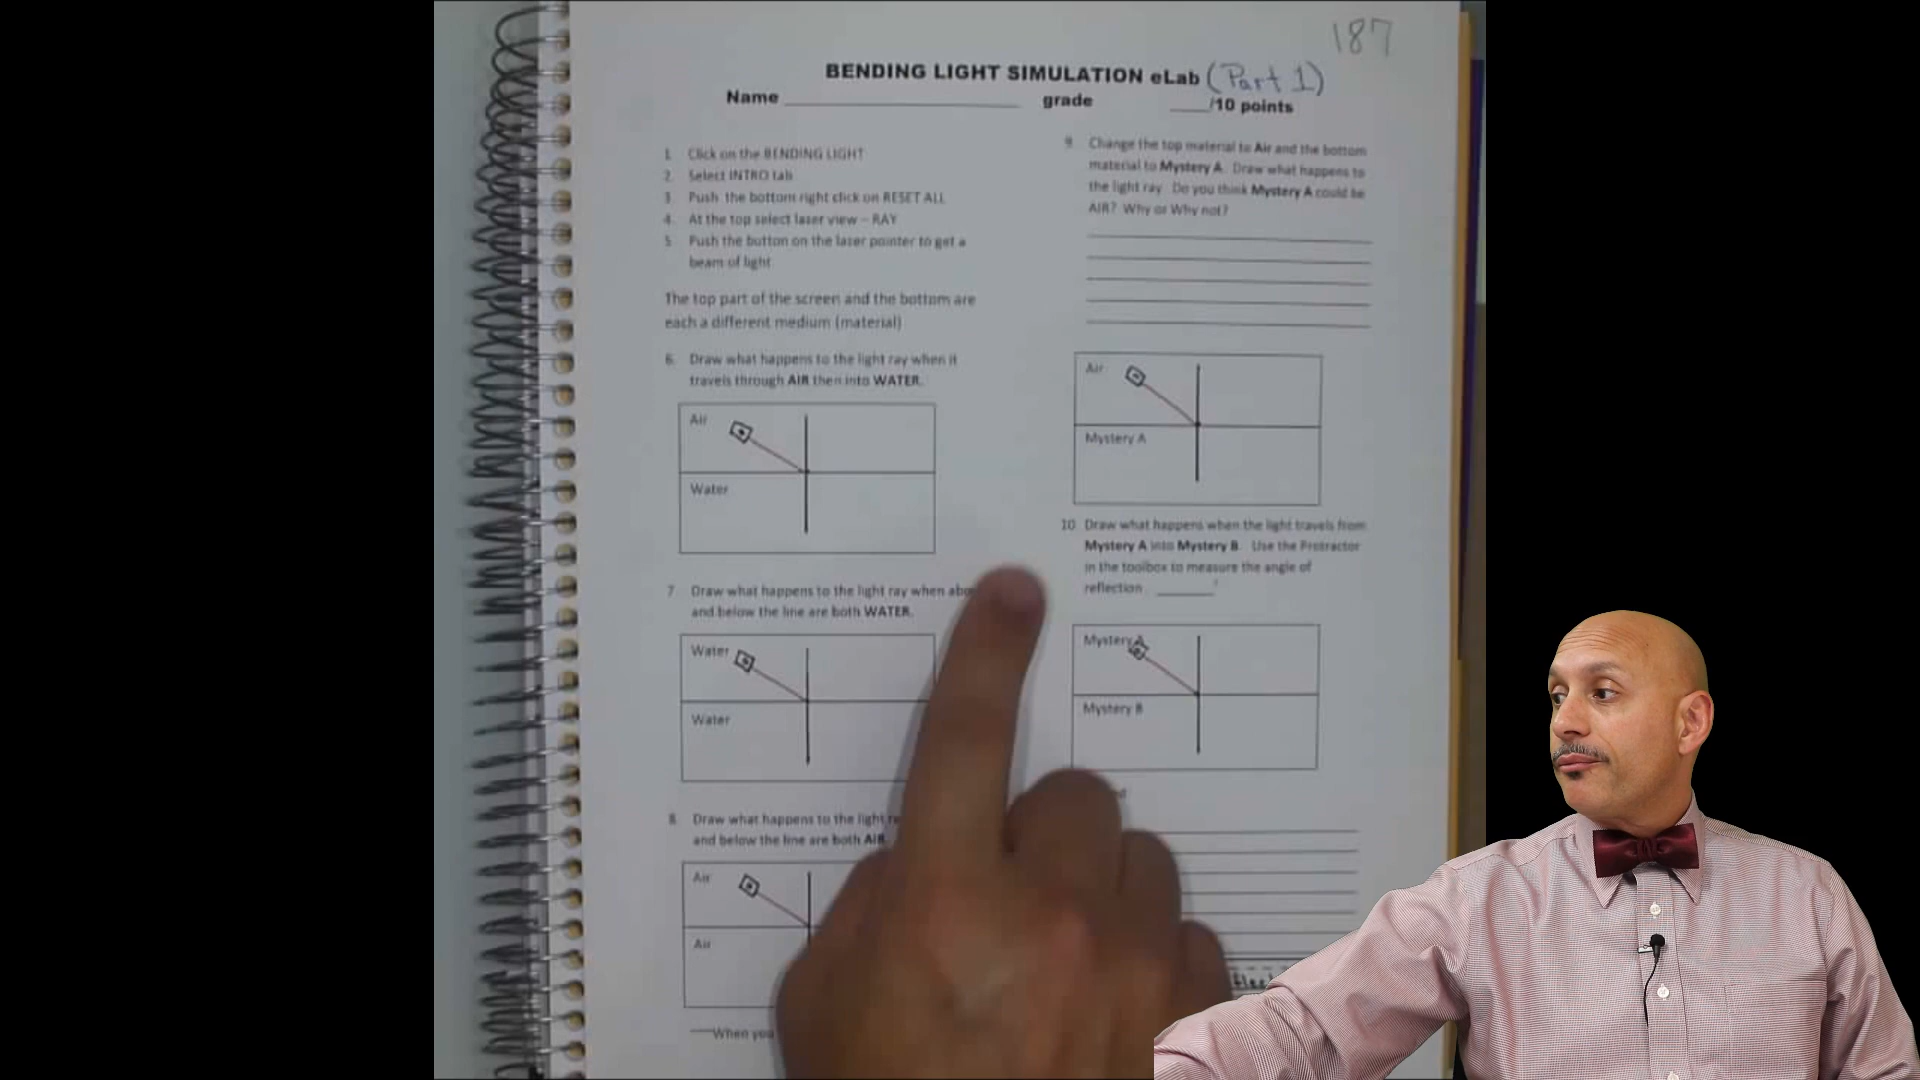 187
BENDING LIGHT SIMULATION eLab (Part 1)
Name ____________ grade ____/10 points
1. Click on the BENDING LIGHT
2. Select INTRO tab
3. Push the bottom right click on RESET ALL
4. At the top select laser view – RAY
5. Push the button on the laser pointer to get a
beam of light
The top part of the screen and the bottom are
each a different medium (material)
6. Draw what happens to the light ray when it
travels through AIR then into WATER.
Air
Water
7 Draw what happens to the light ray when
and below the line are both WATER.
Water
Water
8. Draw what happens to the light
and below the line are both AIR
Air
Air
When you
9. Change the top material to Air and the bottom
material to Mystery A. Draw what happens to
the light ray. Do you think Mystery A could be
AIR? Why or Why not?
Air
Mystery A
10 Draw what happens when the light travels from
Mystery A into Mystery B. Use the Protractor
in the toolbox to measure the angle of
reflection ______°
Mystery A
Mystery B